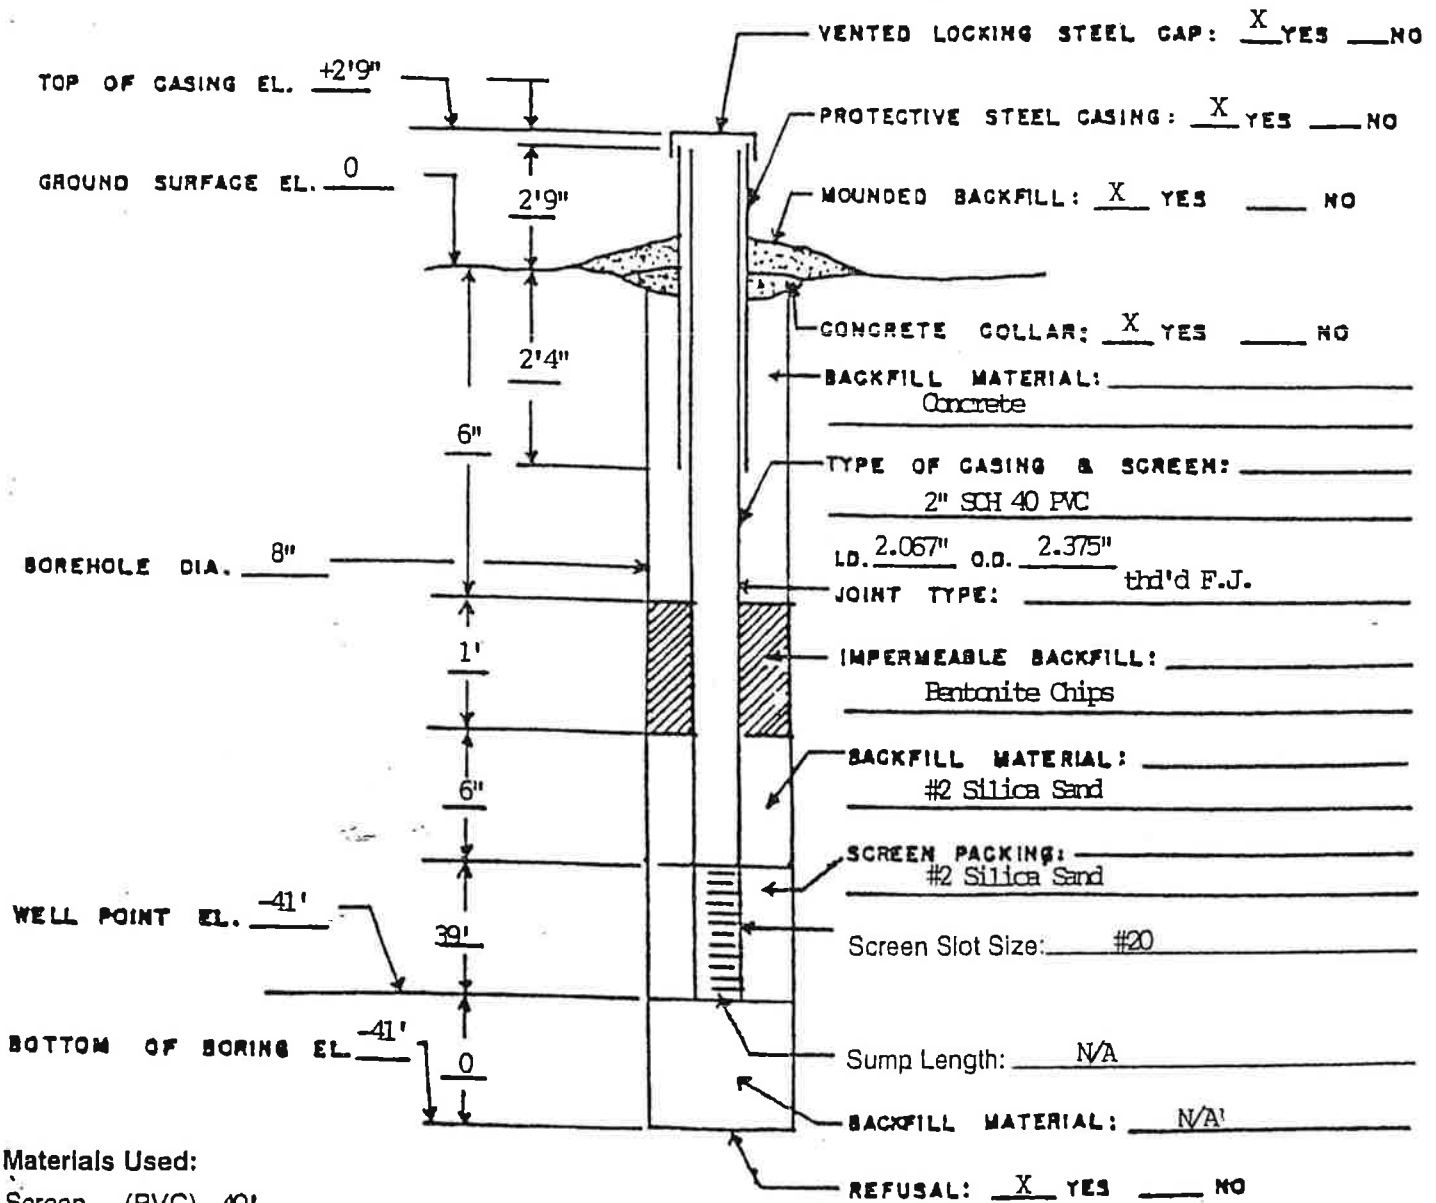 VENTED LOCKING STEEL CAP: X YES NO
TOP OF CASING EL. +2'9"
PROTECTIVE STEEL CASING: X YES NO
GROUND SURFACE EL. 0
2'9"
MOUNDED BACKFILL: X YES NO
CONCRETE COLLAR: X YES NO
2'4"
BACKFILL MATERIAL:
Concrete
6"
TYPE OF CASING & SCREEN:
2" SCH 40 PVC
BOREHOLE DIA. 8"
I.D. 2.067" O.D. 2.375"
JOINT TYPE: thd'd F.J.
1'
IMPERMEABLE BACKFILL:
Bentonite Chips
6"
BACKFILL MATERIAL:
#2 Silica Sand
SCREEN PACKING:
#2 Silica Sand
WELL POINT EL. -41'
39'
Screen Slot Size: #20
BOTTOM OF BORING EL. -41'
0
Sump Length: N/A
BACKFILL MATERIAL: N/A
Materials Used:
REFUSAL: X YES NO
Screen (PVC) 40'